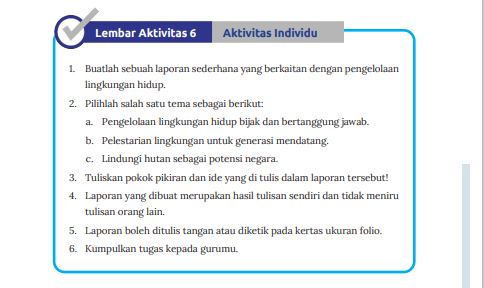 Lembar Aktivitas 6 Aktivitas Individu
1. Buatlah sebuah laporan sederhana yang berkaitan dengan pengelolaan
lingkungan hidup.
2. Pilihlah salah satu tema sebagai berikut:
a. Pengelolaan lingkungan hidup bijak dan bertanggung jawab.
b. Pelestarian lingkungan untuk generasi mendatang.
c. Lindungi hutan sebagai potensi negara.
3. Tuliskan pokok pikiran dan ide yang di tulis dalam laporan tersebut!
4. Laporan yang dibuat merupakan hasil tulisan sendiri dan tidak meniru
tulisan orang lain.
5. Laporan boleh ditulis tangan atau diketik pada kertas ukuran folio.
6. Kumpulkan tugas kepada gurumu.